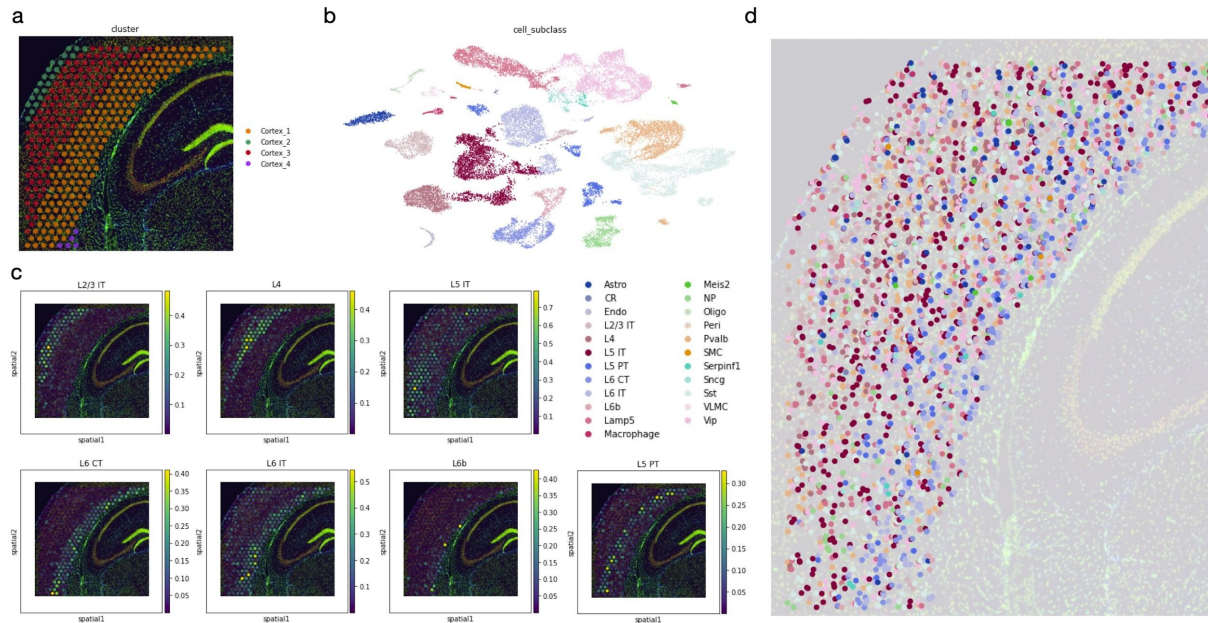 a
cluster
Cortex_1
Cortex_2
Cortex_3
Cortex_4
b
cell_subclass
c
L2/3 IT
spatial2
spatial1
0.4
0.3
0.2
0.1
L4
spatial2
spatial1
0.4
0.3
0.2
0.1
L5 IT
spatial2
spatial1
0.7
0.6
0.5
0.4
0.3
0.2
0.1
Astro
CR
Endo
L2/3 IT
L4
L5 IT
L5 PT
L6 CT
L6 IT
L6b
Lamp5
Macrophage
Meis2
NP
Oligo
Peri
Pvalb
SMC
Serpinf1
Sncg
Sst
VLMC
Vip
L6 CT
spatial2
spatial1
0.40
0.35
0.30
0.25
0.20
0.15
0.10
0.05
L6 IT
spatial2
spatial1
0.5
0.4
0.3
0.2
0.1
L6b
spatial2
spatial1
0.40
0.35
0.30
0.25
0.20
0.15
0.10
0.05
L5 PT
spatial2
spatial1
0.30
0.25
0.20
0.15
0.10
0.05
d